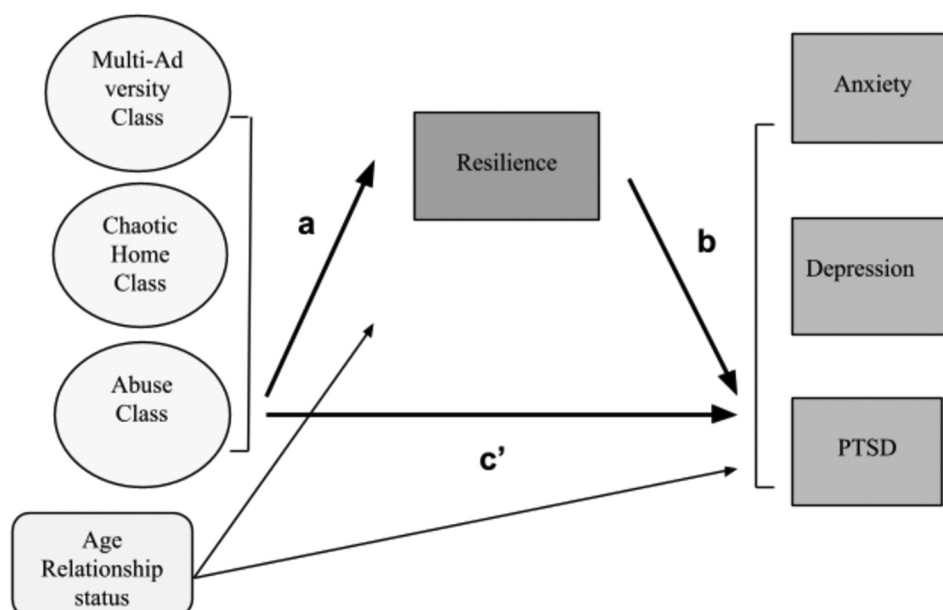 Multi-Ad
versity
Class
Chaotic
Home
Class
Abuse
Class
Age
Relationship
status
a
Resilience
b
c’
Anxiety
Depression
PTSD